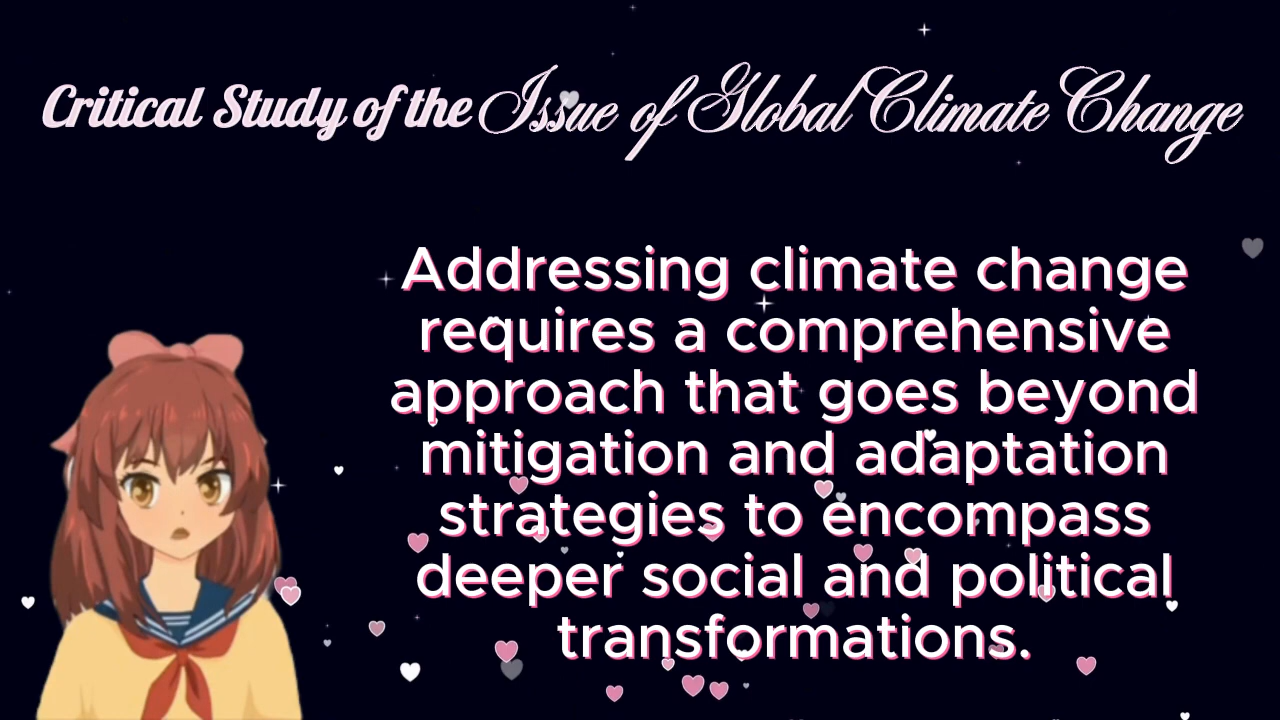 Critical Study of the Issue of Global Climate Change
Addressing climate change
requires a comprehensive
approach that goes beyond
mitigation and adaptation
strategies to encompass
deeper social and political
transformations.